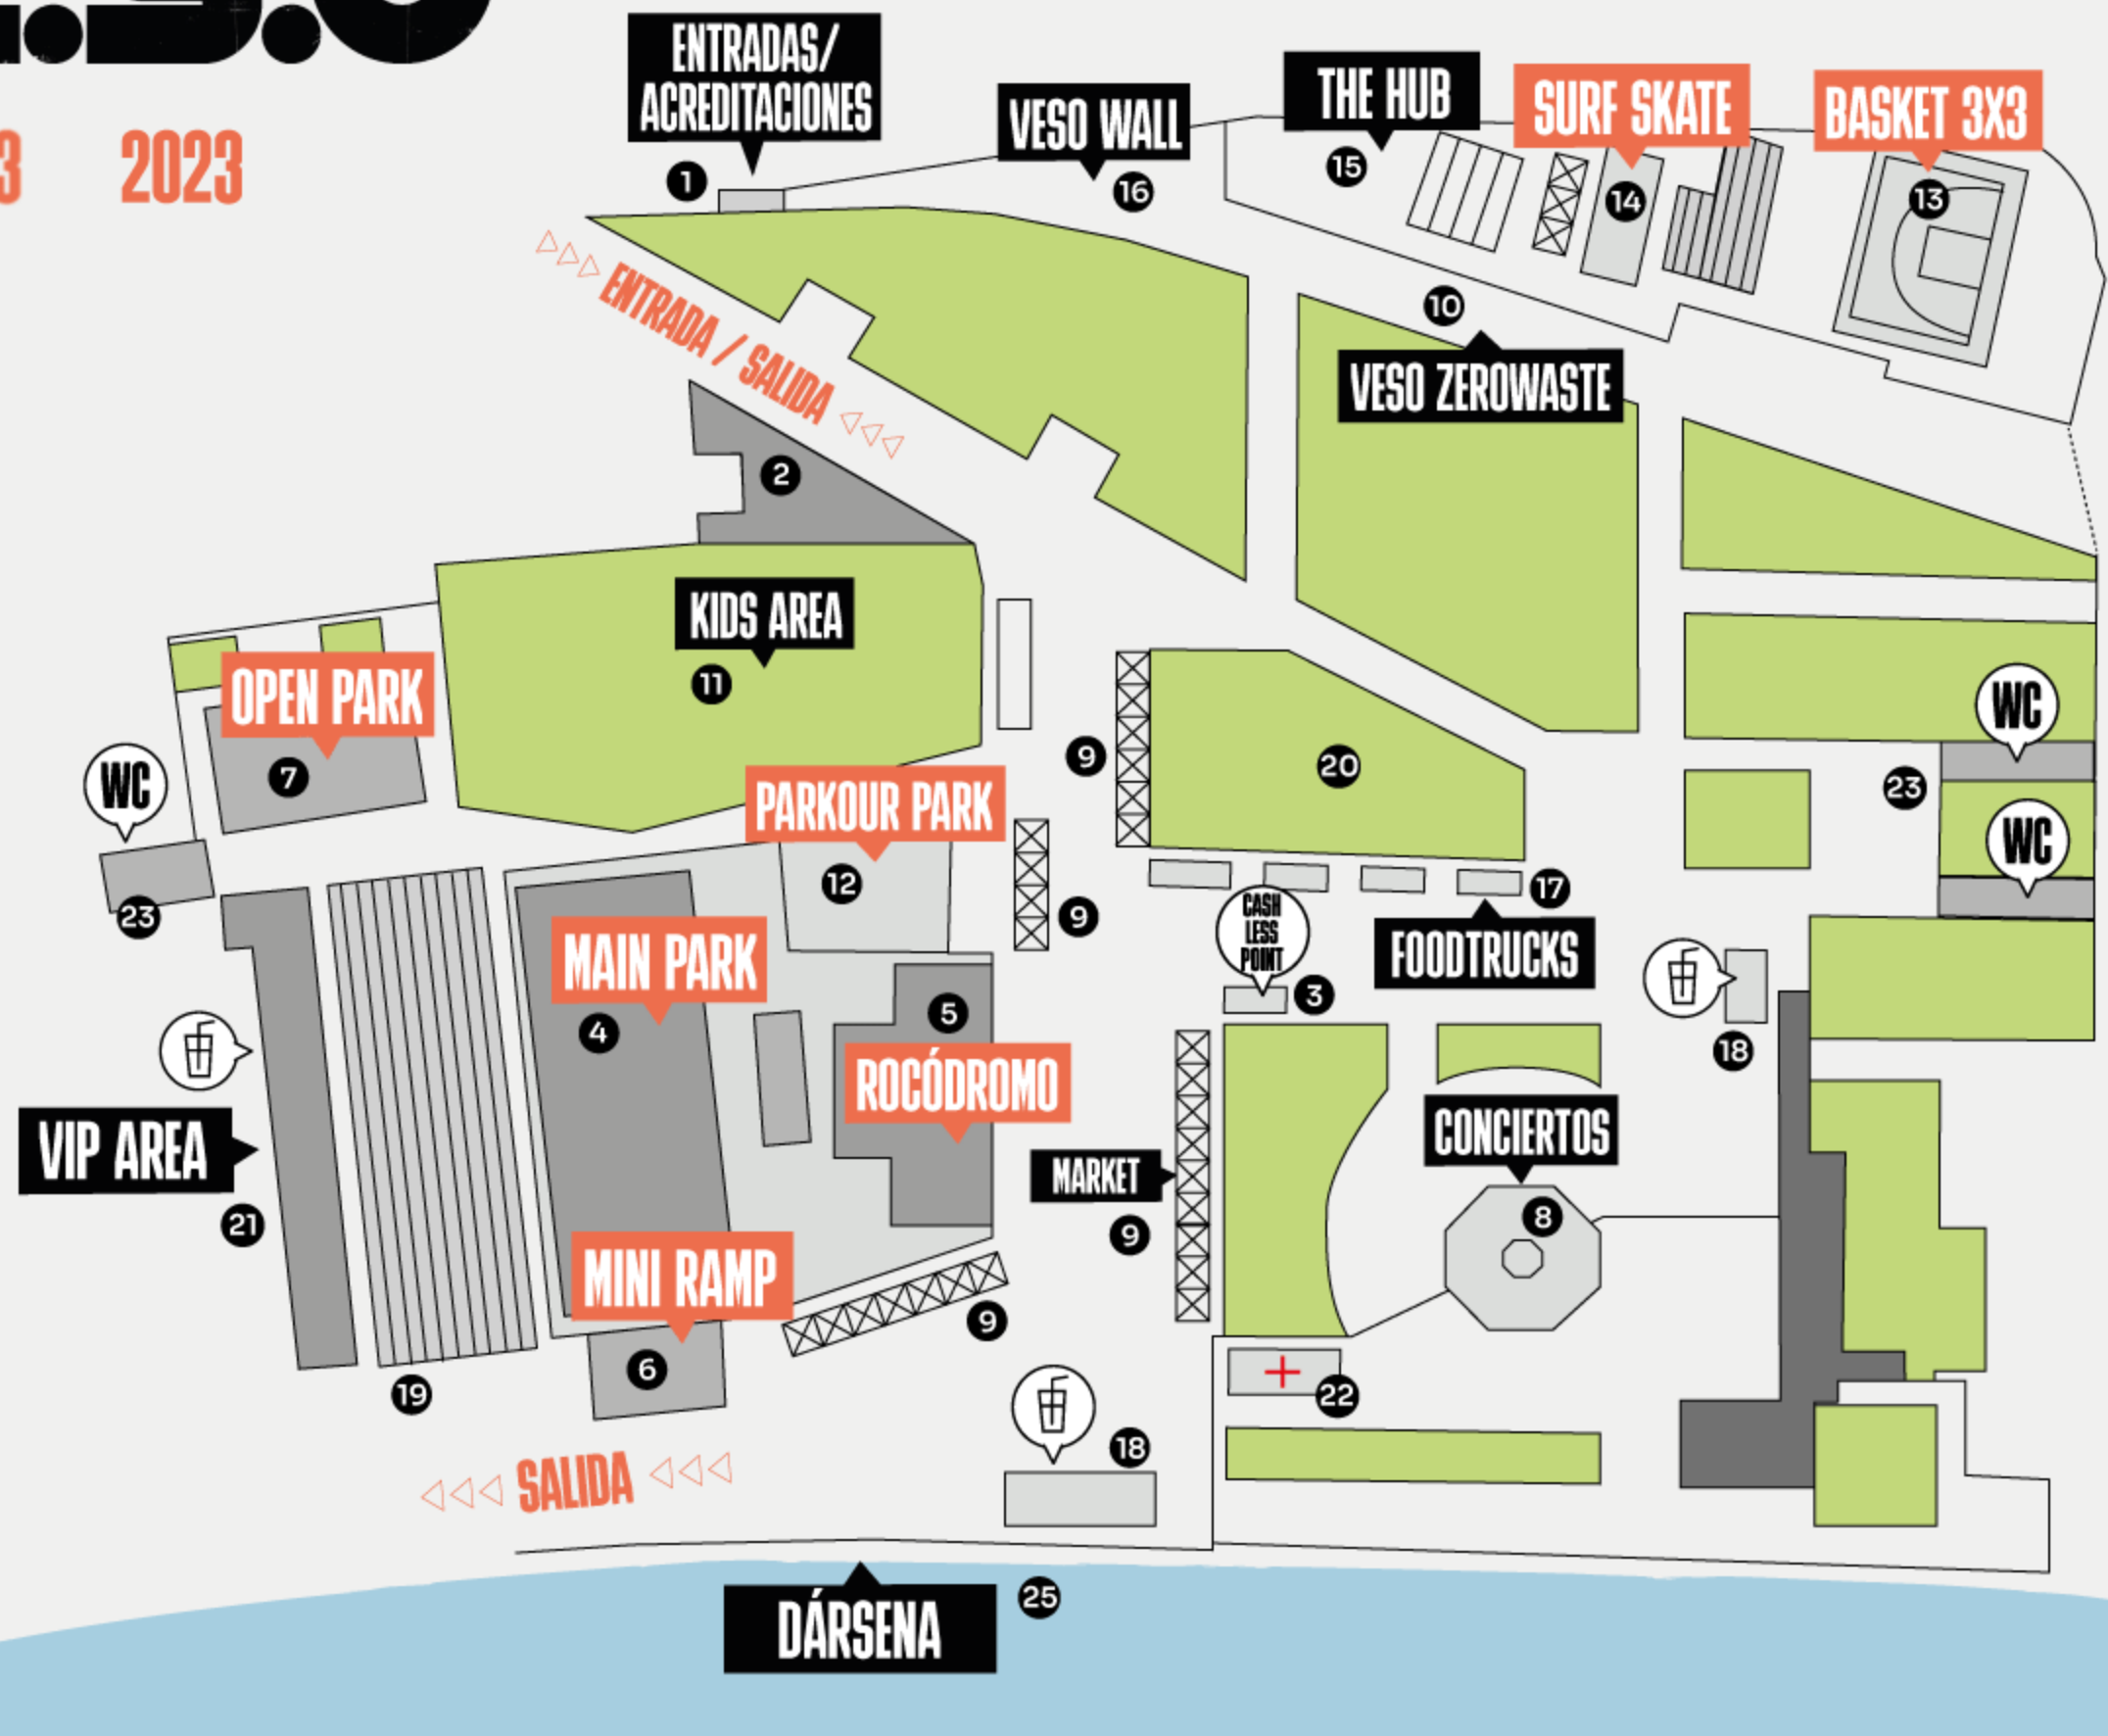 3 2023
ENTRADAS/
ACREDITACIONES
1
VESO WALL
16
THE HUB
15
SURF SKATE
14
BASKET 3X3
13
ENTRADA / SALIDA
10
VESO ZEROWASTE
2
KIDS AREA
11
OPEN PARK
7
WC
23
PARKOUR PARK
12
9
20
WC
23
WC
9
17
CASH
LESS
POINT
3
FOODTRUCKS
18
MAIN PARK
4
5
ROCÓDROMO
VIP AREA
21
MARKET
9
CONCIERTOS
8
MINI RAMP
6
9
19
22
18
SALIDA
DÁRSENA
25